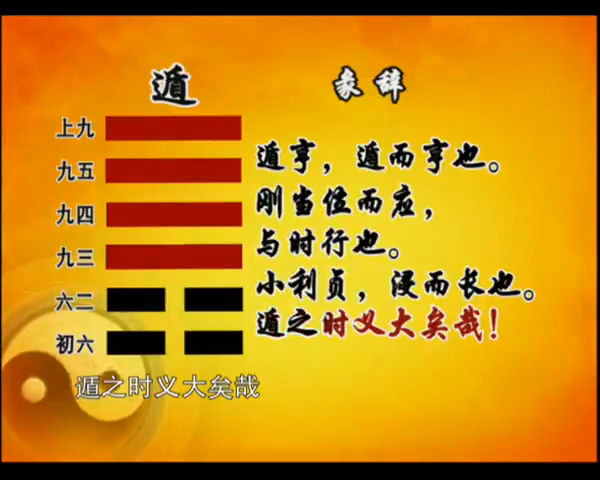 遁
彖辞
上九
九五
九四
九三
六二
初六
遁亨，遁而亨也。
刚当位而应，
与时行也。
小利贞，浸而长也。
遁之时义大矣哉！
遁之时义大矣哉